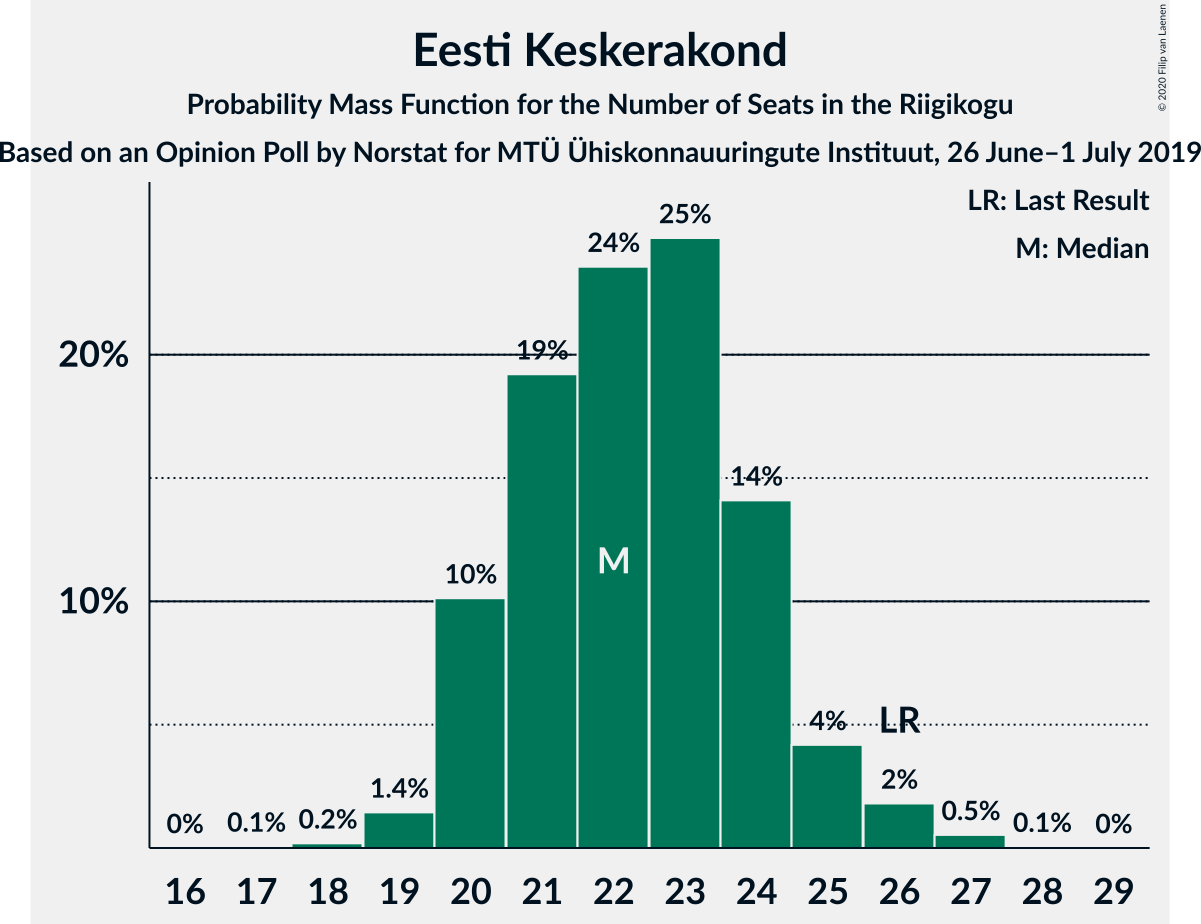 Eesti Keskerakond
Probability Mass Function for the Number of Seats in the Riigikogu
Based on an Opinion Poll by Norstat for MTÜ Ühiskonnauuringute Instituut, 26 June–1 July 2019
© 2020 Filip van Laenen
LR: Last Result
M: Median
25%
24%
20%
19%
14%
M
10%
10%
LR
4%
2%
1.4%
0.5%
0% 0.1% 0.2% 0.1% 0%
16 17 18 19 20 21 22 23 24 25 26 27 28 29